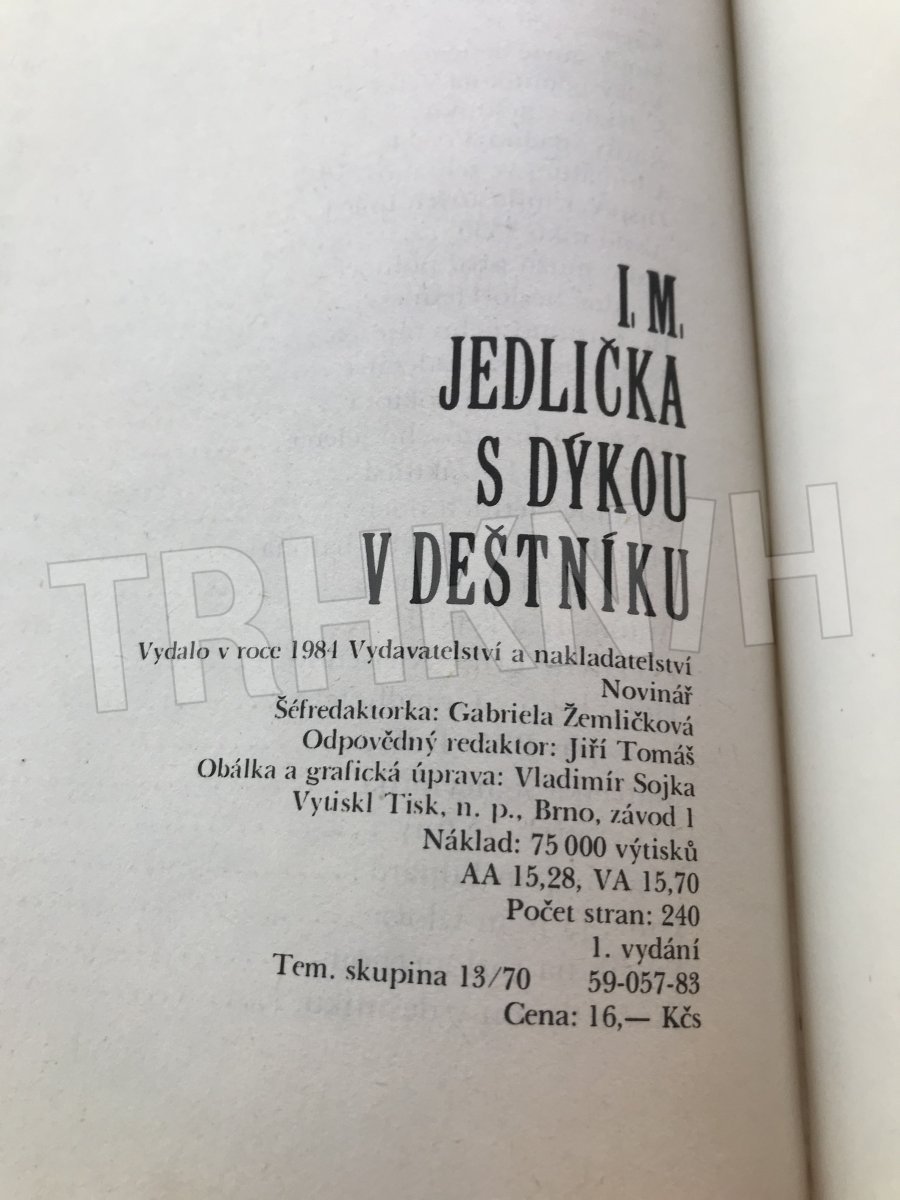 I. M.
JEDLIČKA
S DÝKOU
V DEŠTNÍKU
TRHKNIH
Vydalo v roce 1984 Vydavatelství a nakladatelství
Novinář
Šéfredaktorka: Gabriela Žemličková
Odpovědný redaktor: Jiří Tomáš
Obálka a grafická úprava: Vladimír Sojka
Vytiskl Tisk, n. p., Brno, závod 1
Náklad: 75 000 výtisků
AA 15,28, VA 15,70
Počet stran: 240
1. vydání
Tem. skupina 13/70 59-057-83
Cena: 16,— Kčs